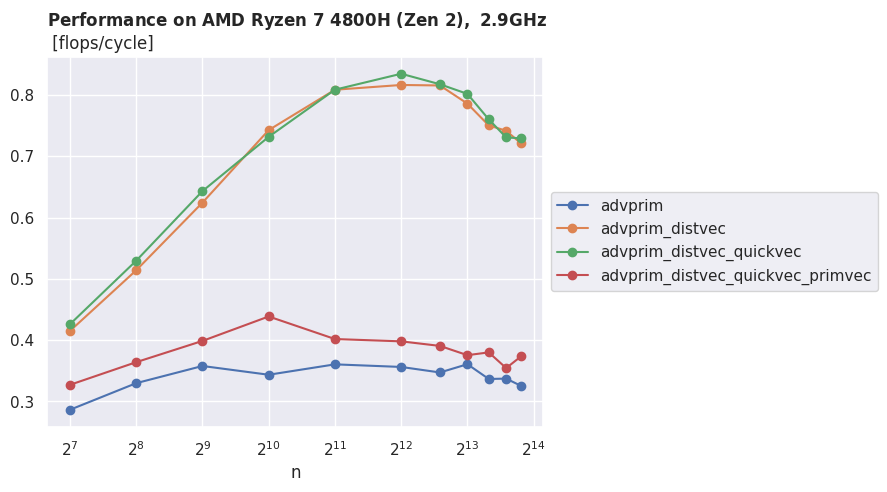 Performance on AMD Ryzen 7 4800H (Zen 2), 2.9GHz
[flops/cycle]
0.8
0.7
0.6
0.5
0.4
0.3
2^7 2^8 2^9 2^10 2^11 2^12 2^13 2^14
n
advprim
advprim_distvec
advprim_distvec_quickvec
advprim_distvec_quickvec_primvec